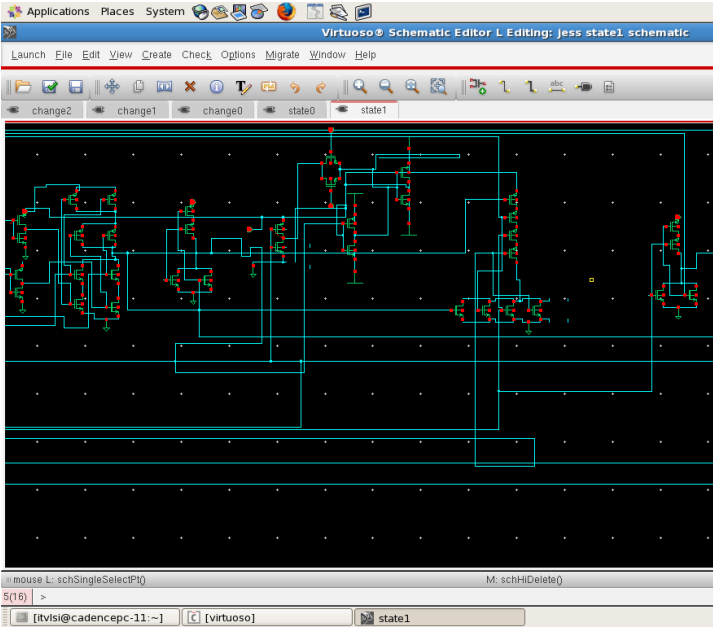 Applications Places System
Virtuoso® Schematic Editor L Editing: jess state1 schematic
Launch File Edit View Create Check Options Migrate Window Help
abc
change2 change1 change0 state0 state1
mouse L: schSingleSelectPt() M: schHiDelete()
5(16) >
[itvlsi@cadencepc-11:~] [virtuoso] state1